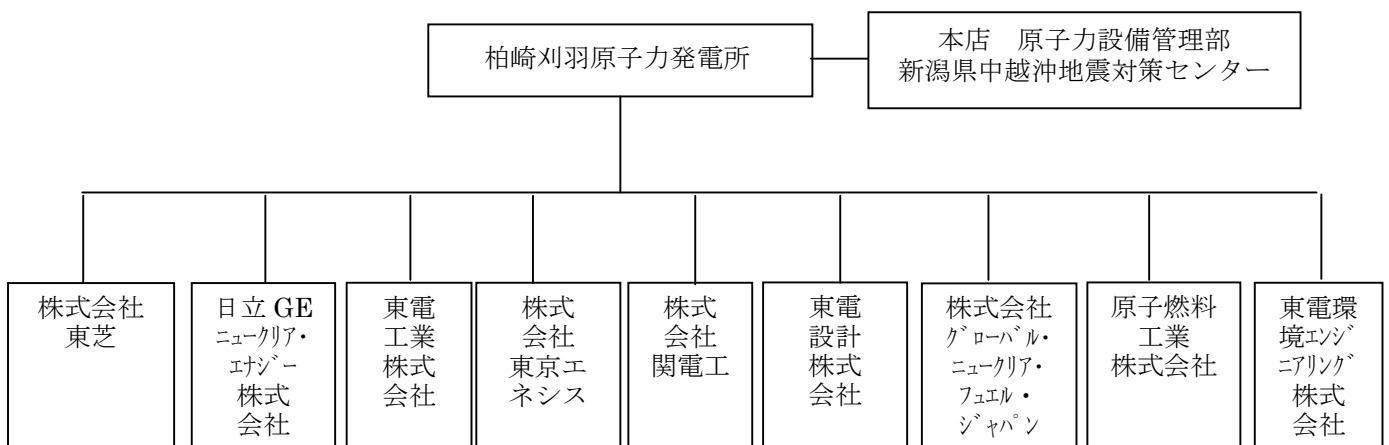 柏崎刈羽原子力発電所
本店　原子力設備管理部
新潟県中越沖地震対策センター
株式会社
東芝
日立 GE
ﾆｭｰｸﾘｱ・
ｴﾅｼﾞｰ
株式
会社
東電
工業
株式
会社
株式
会社
東京エ
ネシス
株式
会社
関電工
東電
設計
株式
会社
株式会社
ｸﾞﾛｰﾊﾞﾙ・
ﾆｭｰｸﾘｱ・
ﾌｭｴﾙ・
ｼﾞｬﾊﾟﾝ
原子燃料
工業
株式会社
東電環
境ｴﾝｼﾞ
ﾆｱﾘﾝｸﾞ
株式
会社